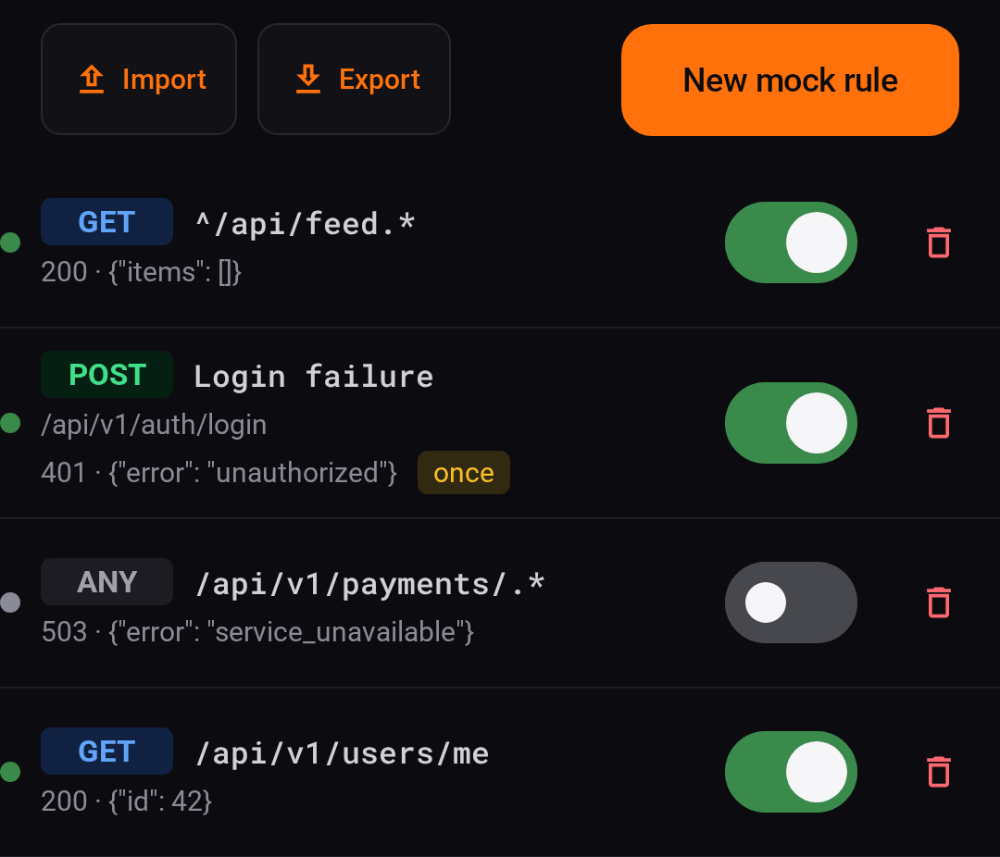 Import Export New mock rule
GET ^/api/feed.*
200 · {"items": []}
POST Login failure
/api/v1/auth/login
401 · {"error": "unauthorized"} once
ANY /api/v1/payments/.*
503 · {"error": "service_unavailable"}
GET /api/v1/users/me
200 · {"id": 42}